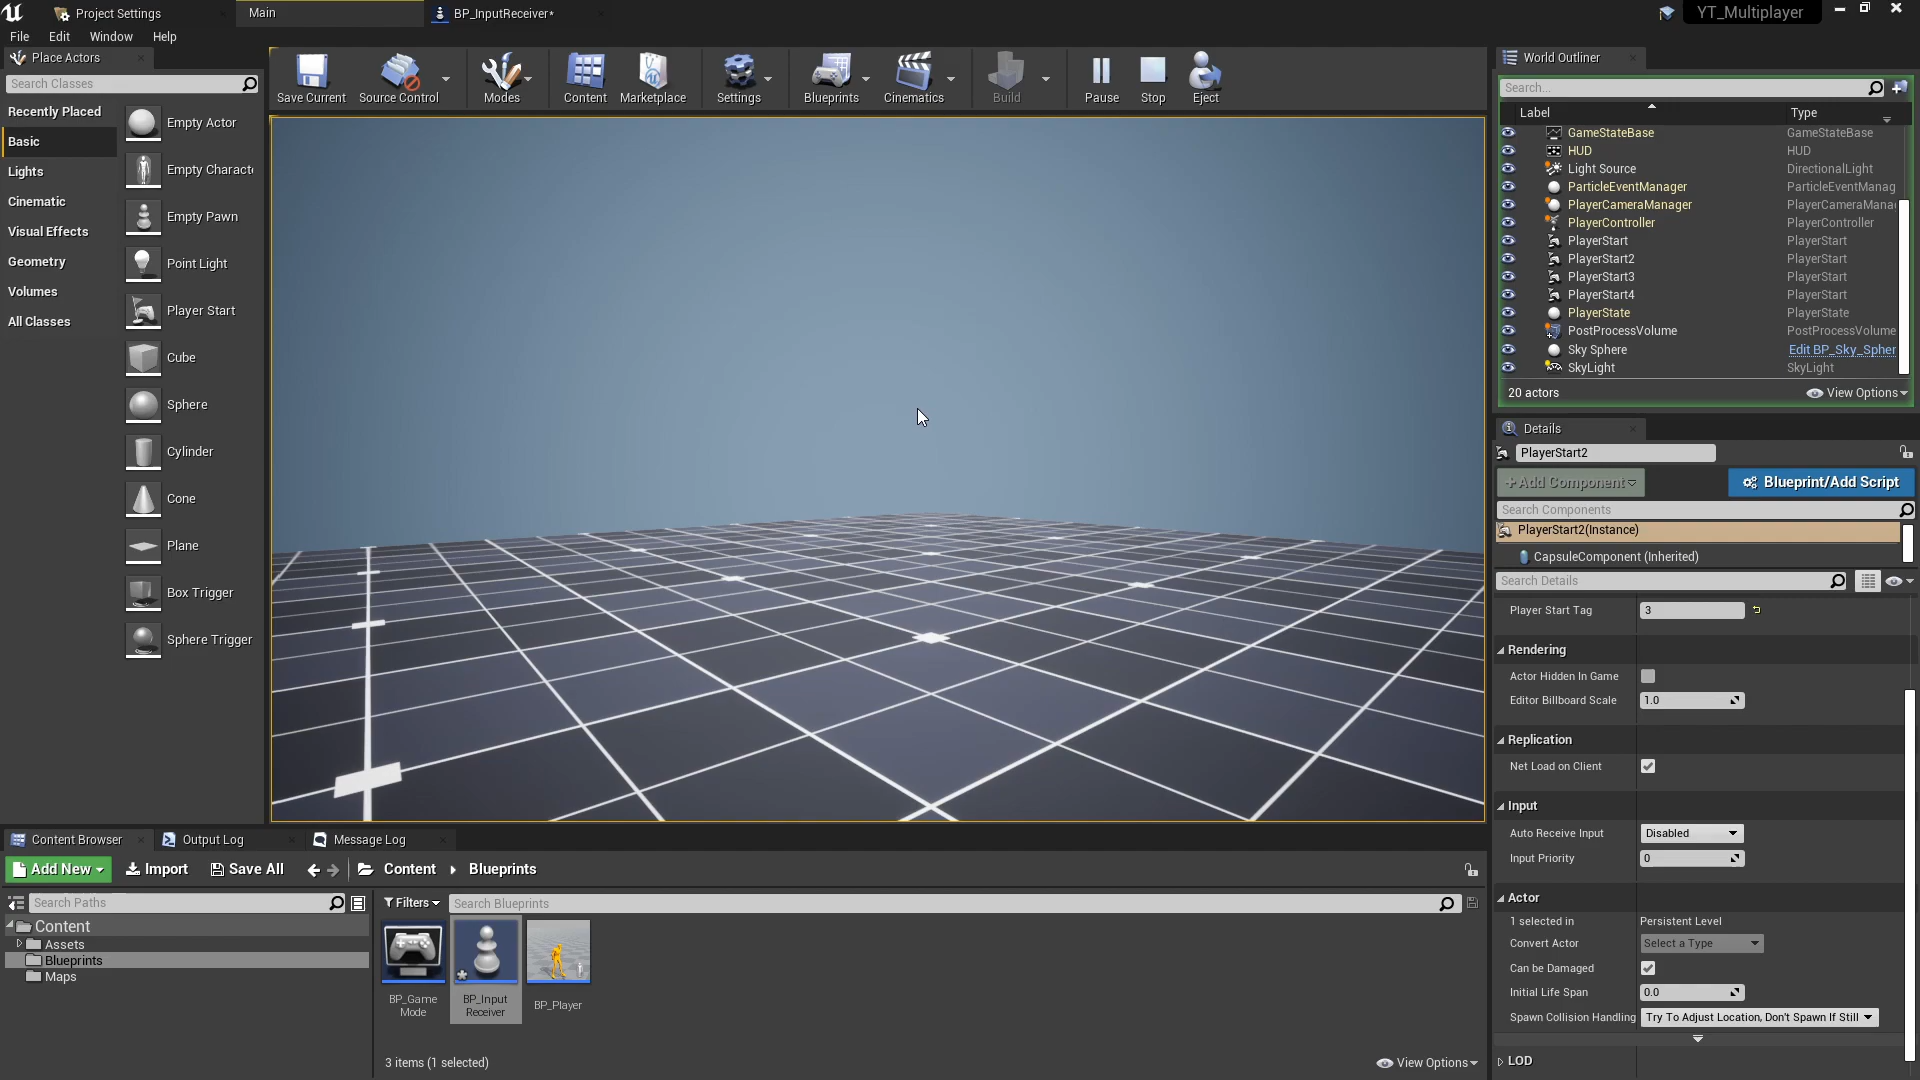 Project Settings
Main
BP_InputReceiver*
YT_Multiplayer
File Edit Window Help
Place Actors
Search Classes
Recently Placed
Basic
Lights
Cinematic
Visual Effects
Geometry
Volumes
All Classes
Empty Actor
Empty Characte
Empty Pawn
Point Light
Player Start
Cube
Sphere
Cylinder
Cone
Plane
Box Trigger
Sphere Trigger
Save Current
Source Control
Modes
Content
Marketplace
Settings
Blueprints
Cinematics
Build
Pause
Stop
Eject
World Outliner
Search...
Label Type
GameStateBase GameStateBase
HUD HUD
Light Source DirectionalLight
ParticleEventManager ParticleEventManag
PlayerCameraManager PlayerCameraMana
PlayerController PlayerController
PlayerStart PlayerStart
PlayerStart2 PlayerStart
PlayerStart3 PlayerStart
PlayerStart4 PlayerStart
PlayerState PlayerState
PostProcessVolume PostProcessVolume
Sky Sphere Edit BP_Sky_Spher
SkyLight SkyLight
20 actors View Options
Details
PlayerStart2
+Add Component
Blueprint/Add Script
Search Components
PlayerStart2(Instance)
CapsuleComponent (Inherited)
Search Details
Player Start Tag 3
Rendering
Actor Hidden In Game
Editor Billboard Scale 1.0
Replication
Net Load on Client
Input
Auto Receive Input Disabled
Input Priority 0
Actor
1 selected in Persistent Level
Convert Actor Select a Type
Can be Damaged
Initial Life Span 0.0
Spawn Collision Handling Try To Adjust Location, Don't Spawn If Still
LOD
Content Browser
Output Log
Message Log
Add New
Import
Save All
Content
Blueprints
Search Paths
Content
Assets
Blueprints
Maps
Filters
Search Blueprints
BP_Game
Mode
BP_Input
Receiver
BP_Player
3 items (1 selected)
View Options